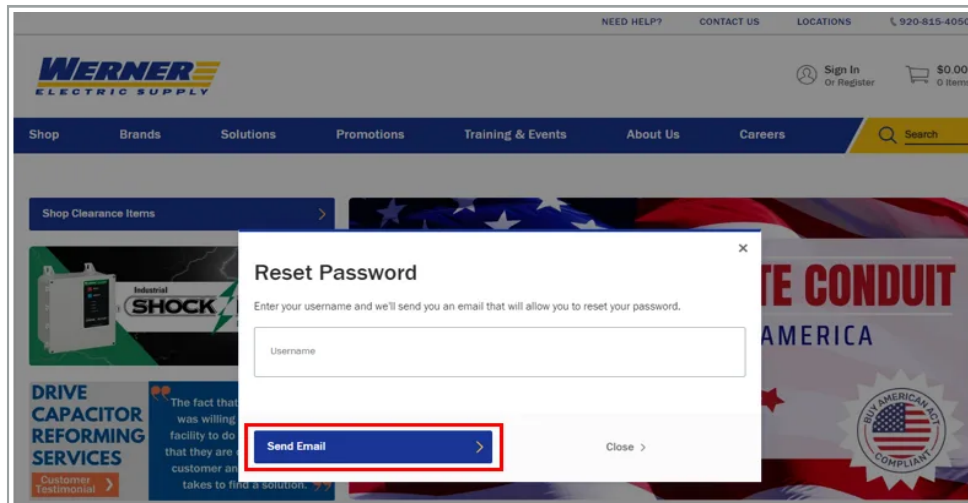 NEED HELP? CONTACT US LOCATIONS 920-815-4050
WERNER
ELECTRIC SUPPLY
Sign In $0.00
Or Register 0 Items
Shop Brands Solutions Promotions Training & Events About Us Careers Search
Shop Clearance Items
Industrial
SHOCK
Reset Password
Enter your username and we'll send you an email that will allow you to reset your password.
Username
Send Email
Close
CONDUIT
AMERICA
BUY AMERICAN ACT
COMPLIANT
DRIVE
CAPACITOR
REFORMING
SERVICES
Customer
Testimonial
The fact that
was willing
facility to do
that they are
customer an
takes to find a solution.